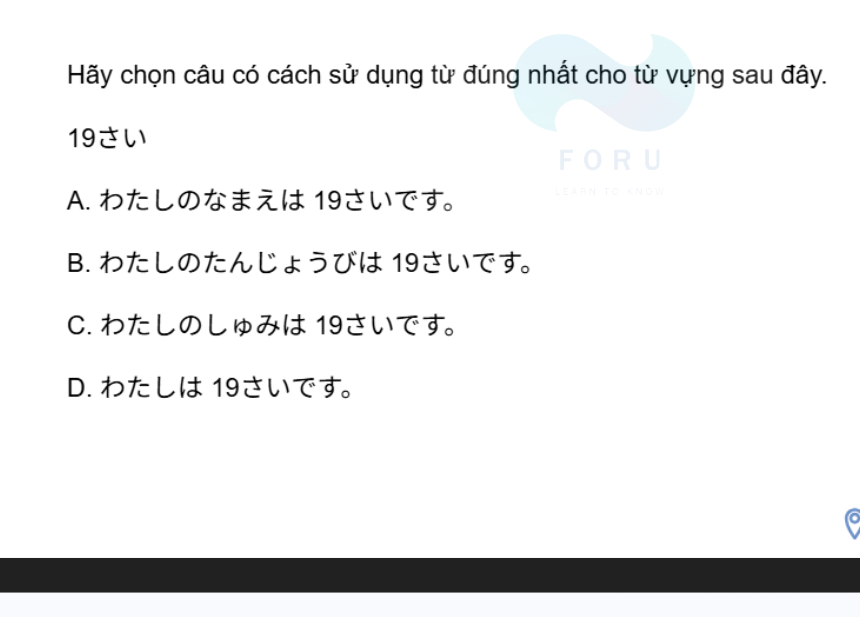 Hãy chọn câu có cách sử dụng từ đúng nhất cho từ vựng sau đây.
19さい
FORU
LEARN TO KNOW
A. わたしのなまえは 19さいです。
B. わたしのたんじょうびは 19さいです。
C. わたしのしゅみは 19さいです。
D. わたしは 19さいです。